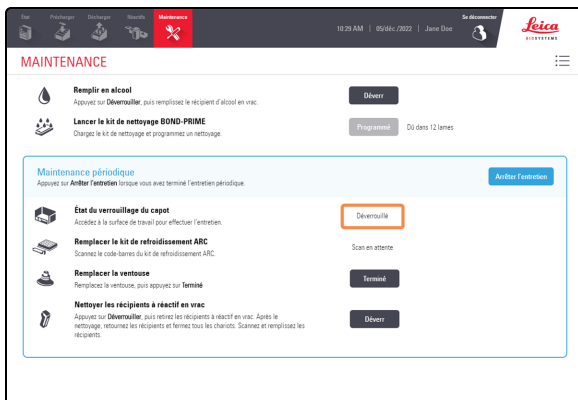 État Précharger Décharger Réactifs Maintenance
10:29 AM | 05/déc./2022 | Jane Doe
Se déconnecter
Leica
BIOSYSTEMS
MAINTENANCE
Remplir en alcool
Appuyez sur Déverrouiller, puis remplissez le récipient d'alcool en vrac.
Déverr
Lancer le kit de nettoyage BOND-PRIME
Chargez le kit de nettoyage et programmez un nettoyage.
Programmé
Dû dans 12 lames
Maintenance périodique
Appuyez sur Arrêter l'entretien lorsque vous avez terminé l'entretien périodique.
Arrêter l'entretien
État du verrouillage du capot
Accédez à la surface de travail pour effectuer l'entretien.
Déverrouillé
Remplacer le kit de refroidissement ARC
Scannez le code-barres du kit de refroidissement ARC.
Scan en attente
Remplacer la ventouse
Remplacez la ventouse, puis appuyez sur Terminé
Terminé
Nettoyer les récipients à réactif en vrac
Appuyez sur Déverrouiller, puis retirez les récipients à réactif en vrac. Après le
nettoyage, retournez les récipients et fermez tous les chariots. Scannez et remplissez les
récipients.
Déverr